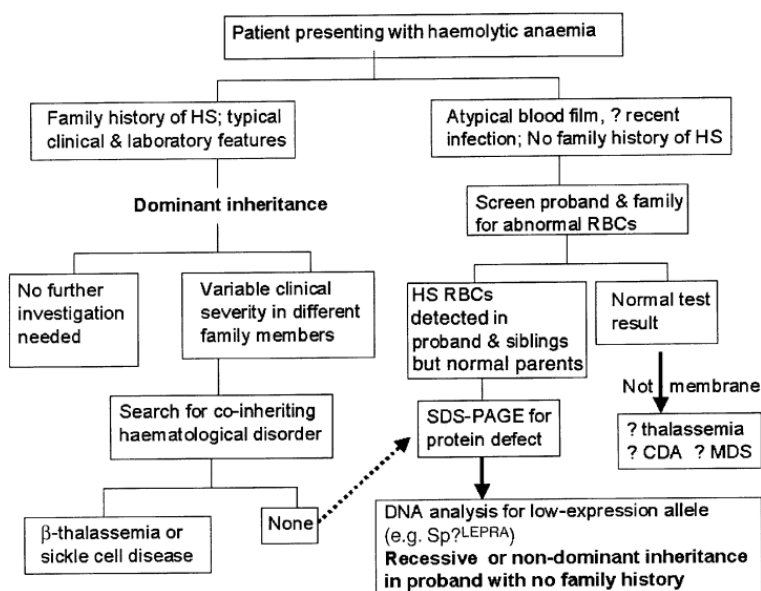 Patient presenting with haemolytic anaemia
Family history of HS; typical
clinical & laboratory features
Atypical blood film, ? recent
infection; No family history of HS
Dominant inheritance
Screen proband & family
for abnormal RBCs
No further
investigation
needed
Variable clinical
severity in different
family members
HS RBCs
detected in
proband & siblings
but normal parents
Normal test
result
Not membrane
Search for co-inheriting
haematological disorder
SDS-PAGE for
protein defect
? thalassemia
? CDA ? MDS
β-thalassemia or
sickle cell disease
None
DNA analysis for low-expression allele
(e.g. Sp?LEPRA)
Recessive or non-dominant inheritance
in proband with no family history